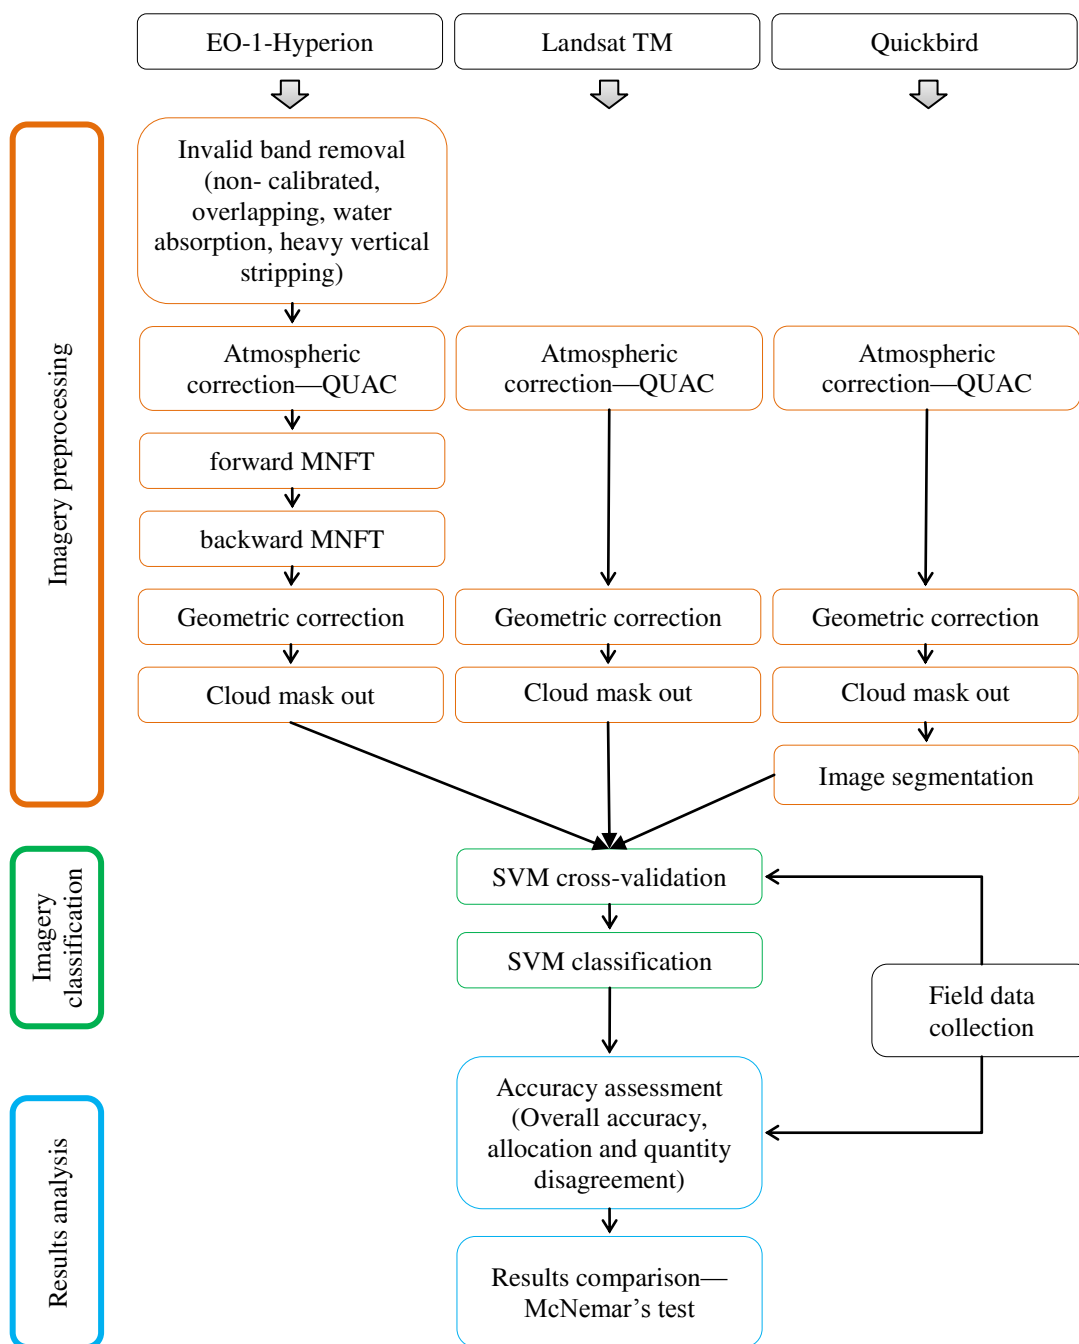 EO-1-Hyperion
Landsat TM
Quickbird
Imagery preprocessing
Invalid band removal
(non- calibrated,
overlapping, water
absorption, heavy vertical
stripping)
Atmospheric
correction—QUAC
Atmospheric
correction—QUAC
Atmospheric
correction—QUAC
forward MNFT
backward MNFT
Geometric correction
Geometric correction
Geometric correction
Cloud mask out
Cloud mask out
Cloud mask out
Image segmentation
Imagery
classification
SVM cross-validation
SVM classification
Field data
collection
Results analysis
Accuracy assessment
(Overall accuracy,
allocation and quantity
disagreement)
Results comparison—
McNemar’s test